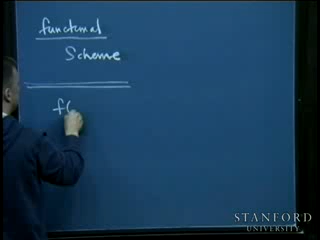 functional
Scheme
f(
STANFORD
UNIVERSITY